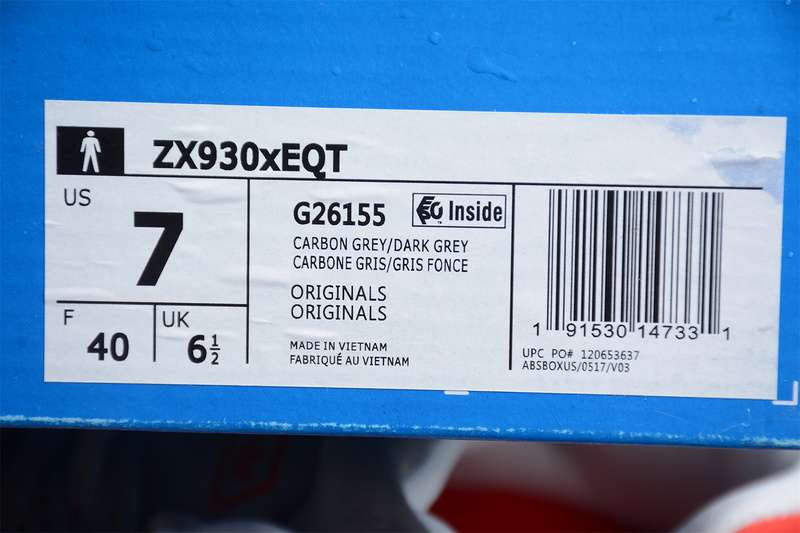 ZX930xEQT
US
7
F
40
UK
6½
G26155
Inside
CARBON GREY/DARK GREY
CARBONE GRIS/GRIS FONCE
ORIGINALS
ORIGINALS
MADE IN VIETNAM
FABRIQUÉ AU VIETNAM
1 91530 14733 1
UPC PO# 120653637
ABSBOXUS/0517/V03